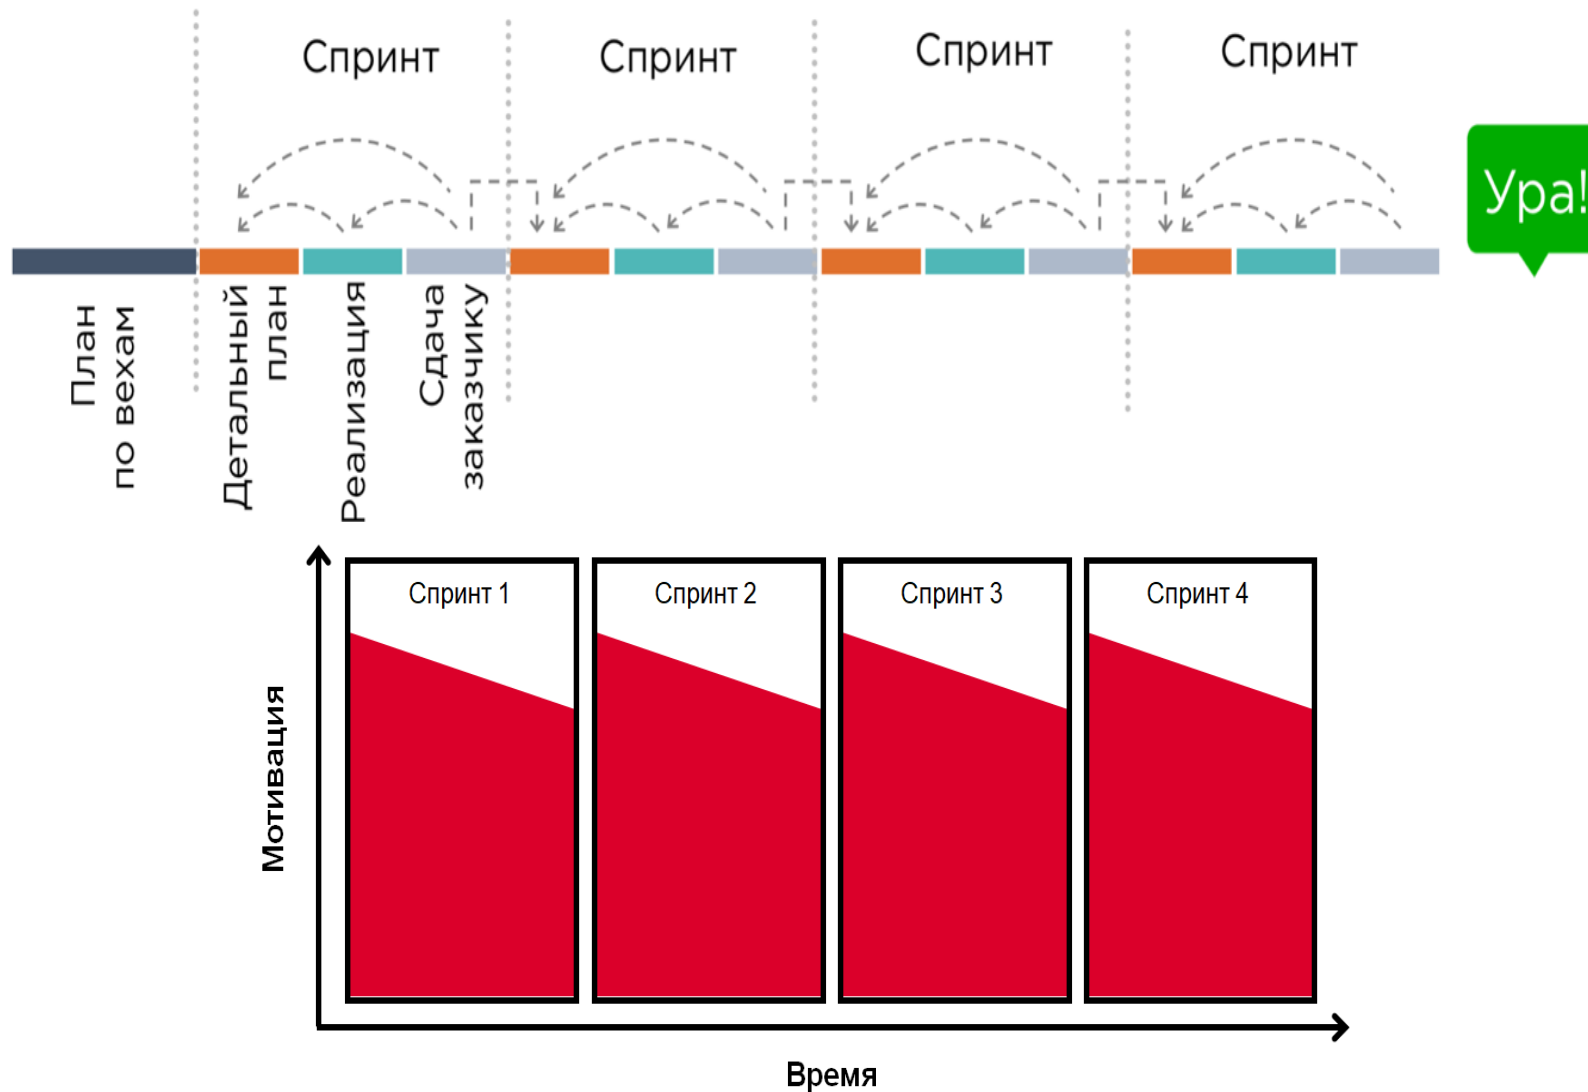 Спринт
Спринт
Спринт
Спринт
Ура!
План
по вехам
Детальный
план
Реализация
Сдача
заказчику
Спринт 1
Спринт 2
Спринт 3
Спринт 4
Мотивация
Время